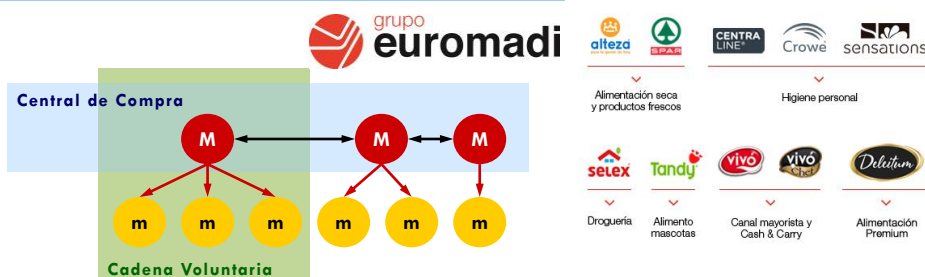 grupo
euromadi
Central de Compra
M
M
M
m
m
m
m
m
m
Cadena Voluntaria
alteza
SPAR
CENTRA
LINE®
Crowe
sensations
Alimentación seca
y productos frescos
Higiene personal
selex
Tandy
vivó
vivó
Chef
Deleitum
Droguería
Alimento
mascotas
Canal mayorista y
Cash & Carry
Alimentación
Premium